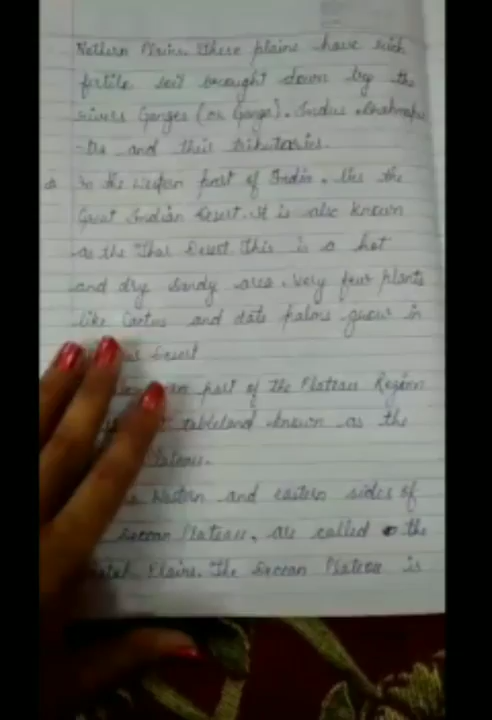 Nothern Plains. These plains have rich
fertile soil brought down by the
rivers Ganges (or Ganga), Indus, Brahmapu
-tra and their tributaries.
In the western part of India, lies the
Great Indian Desert. It is also known
as the Thar Desert. This is a hot
and dry sandy area. Very few plants
like Cactus and date palms grow in
Desert
part of the Plateau Region
tableland known as the
Plateau.
Western and eastern sides of
Deccan Plateau, are called the
Plains. The Deccan Plateau is